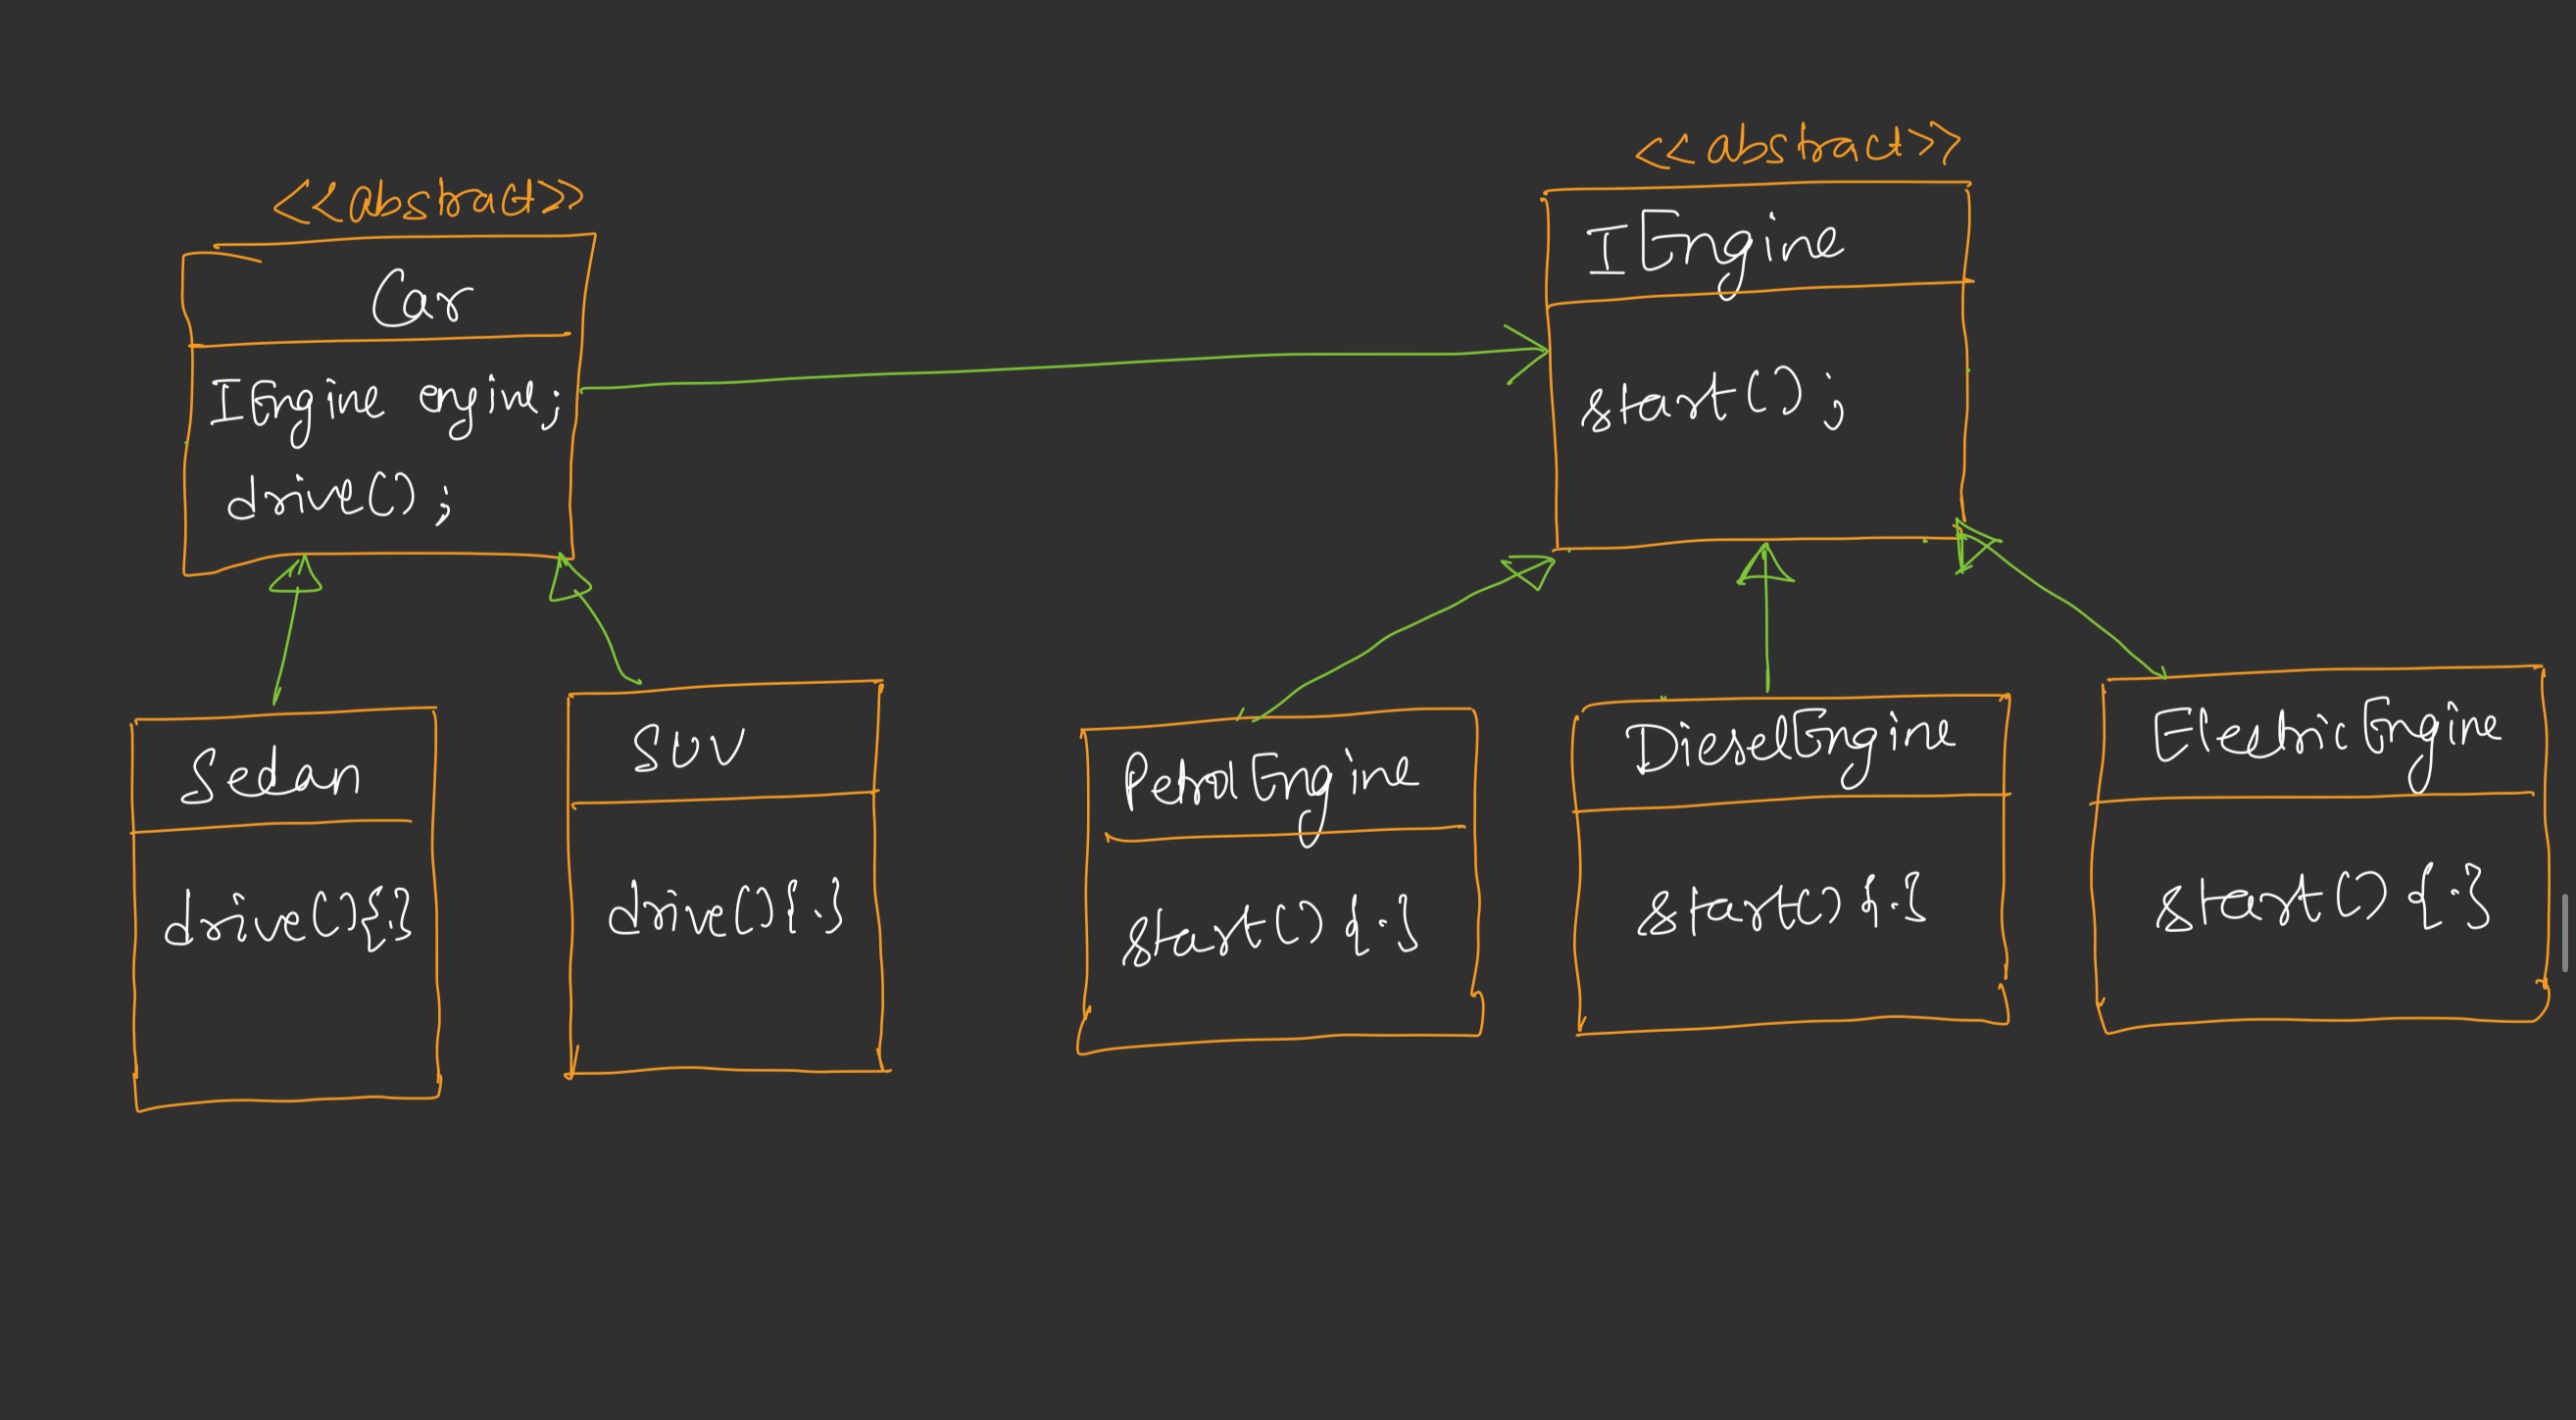 <<abstract>>
Car
IEngine engine;
drive();
<<abstract>>
IEngine
start();
Sedan
drive(){.}
SUV
drive(){.}
PetrolEngine
start(){.}
DieselEngine
start(){.}
ElectricEngine
start(){.}